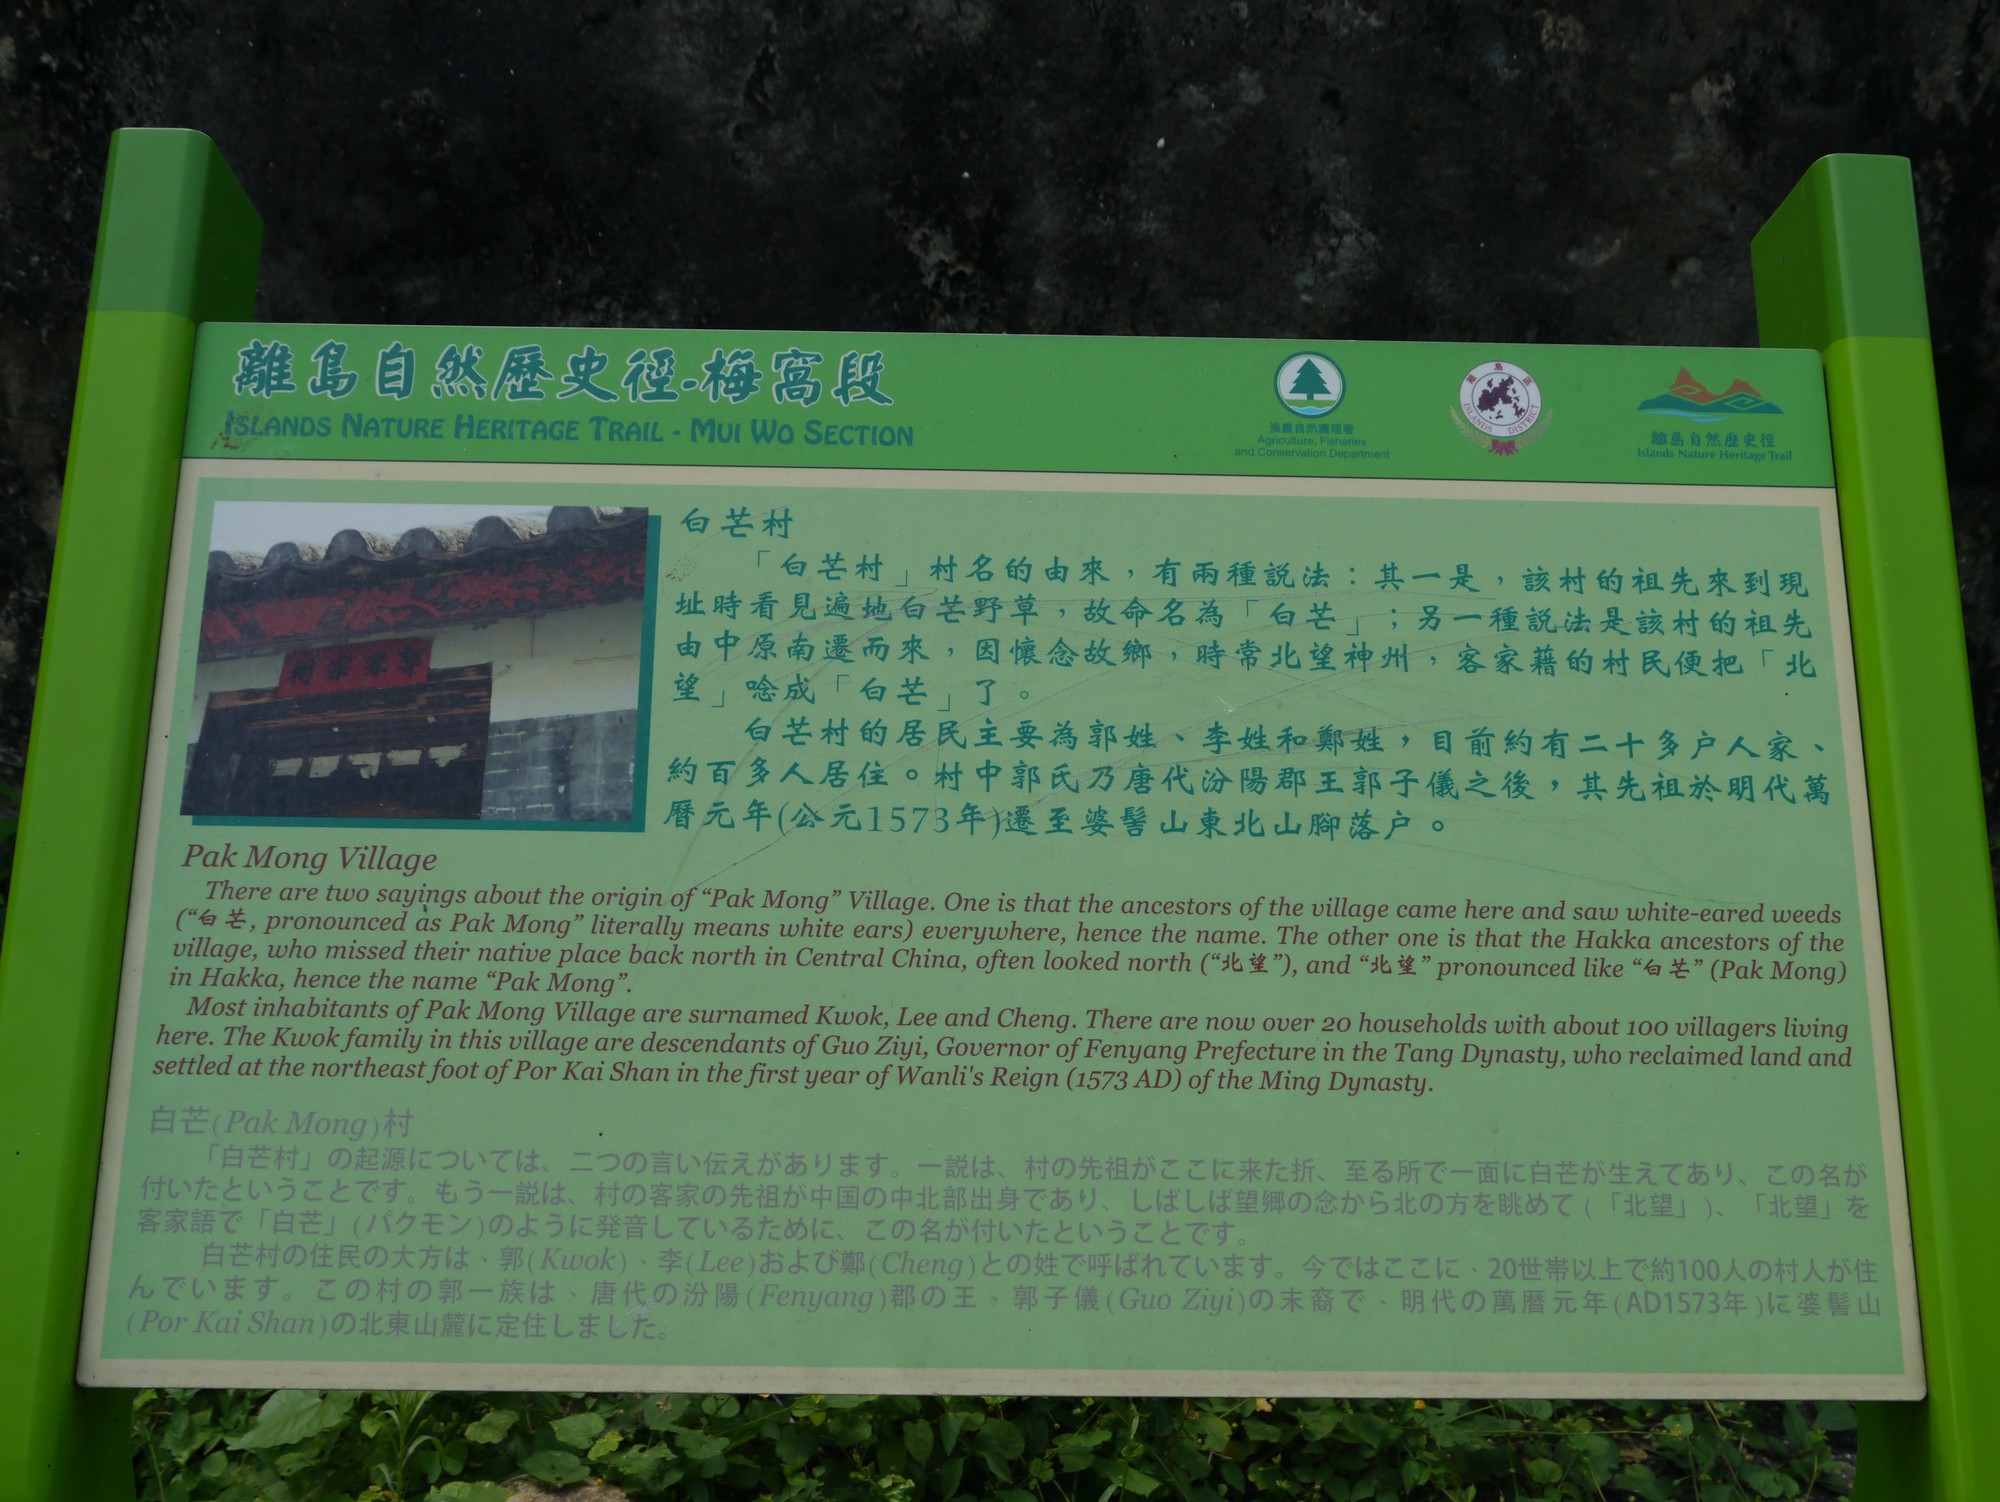 離島自然歷史徑-梅窩段
ISLANDS NATURE HERITAGE TRAIL - MUI WO SECTION
漁農自然護理署
Agriculture, Fisheries
and Conservation Department
離島區
ISLANDS DISTRICT
離島自然歷史徑
Islands Nature Heritage Trail
郭家宗祠
白芒村
「白芒村」村名的由來，有兩種說法：其一是，該村的祖先來到現
址時看見遍地白芒野草，故命名為「白芒」；另一種說法是該村的祖先
由中原南遷而來，因懷念故鄉，時常北望神州，客家藉的村民便把「北
望」唸成「白芒」了。
白芒村的居民主要為郭姓、李姓和鄭姓，目前約有二十多户人家、
約百多人居住。村中郭氏乃唐代汾陽郡王郭子儀之後，其先祖於明代萬
曆元年(公元1573年)遷至婆髻山東北山腳落户。
Pak Mong Village
There are two sayings about the origin of “Pak Mong” Village. One is that the ancestors of the village came here and saw white-eared weeds
(“白芒, pronounced as Pak Mong” literally means white ears) everywhere, hence the name. The other one is that the Hakka ancestors of the
village, who missed their native place back north in Central China, often looked north (“北望”), and “北望” pronounced like “白芒” (Pak Mong)
in Hakka, hence the name “Pak Mong”.
Most inhabitants of Pak Mong Village are surnamed Kwok, Lee and Cheng. There are now over 20 households with about 100 villagers living
here. The Kwok family in this village are descendants of Guo Ziyi, Governor of Fenyang Prefecture in the Tang Dynasty, who reclaimed land and
settled at the northeast foot of Por Kai Shan in the first year of Wanli's Reign (1573 AD) of the Ming Dynasty.
白芒(Pak Mong)村
「白芒村」の起源については、二つの言い伝えがあります。一説は、村の先祖がここに来た折、至る所で一面に白芒が生えてあり、この名が
付いたということです。もう一説は、村の客家の先祖が中国の中北部出身であり、しばしば望郷の念から北の方を眺めて(「北望」)、「北望」を
客家語で「白芒」(パクモン)のように発音しているために、この名が付いたということです。
白芒村の住民の大方は、郭(Kwok)、李(Lee)および鄭(Cheng)との姓で呼ばれています。今ではここに、20世帯以上で約100人の村人が住
んでいます。この村の郭一族は、唐代の汾陽(Fenyang)郡の王、郭子儀(Guo Ziyi)の末裔で、明代の萬暦元年(AD1573年)に婆髻山
(Por Kai Shan)の北東山麓に定住しました。